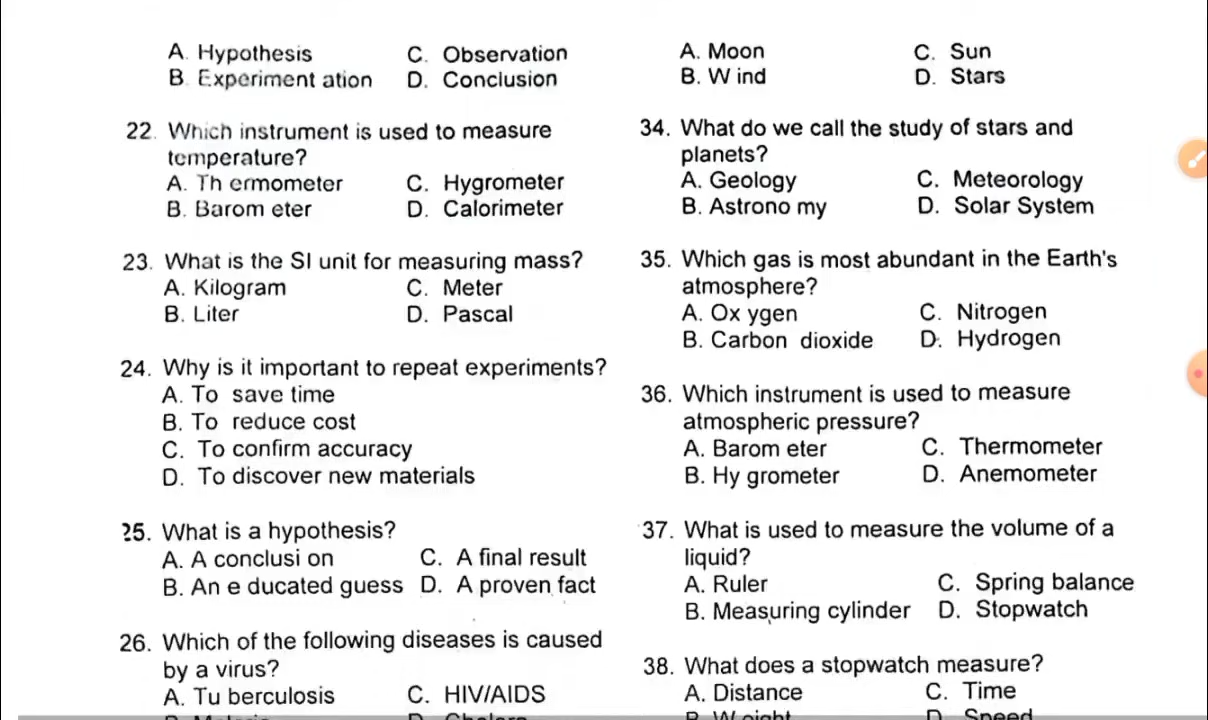 A. Hypothesis C. Observation
B. Experiment ation D. Conclusion
22. Which instrument is used to measure
temperature?
A. Th ermometer C. Hygrometer
B. Barom eter D. Calorimeter
23. What is the SI unit for measuring mass?
A. Kilogram C. Meter
B. Liter D. Pascal
24. Why is it important to repeat experiments?
A. To save time
B. To reduce cost
C. To confirm accuracy
D. To discover new materials
25. What is a hypothesis?
A. A conclusi on C. A final result
B. An e ducated guess D. A proven fact
26. Which of the following diseases is caused
by a virus?
A. Tu berculosis C. HIV/AIDS
A. Moon C. Sun
B. W ind D. Stars
34. What do we call the study of stars and
planets?
A. Geology C. Meteorology
B. Astrono my D. Solar System
35. Which gas is most abundant in the Earth's
atmosphere?
A. Ox ygen C. Nitrogen
B. Carbon dioxide D. Hydrogen
36. Which instrument is used to measure
atmospheric pressure?
A. Barom eter C. Thermometer
B. Hy grometer D. Anemometer
37. What is used to measure the volume of a
liquid?
A. Ruler C. Spring balance
B. Measuring cylinder D. Stopwatch
38. What does a stopwatch measure?
A. Distance C. Time
D. Speed